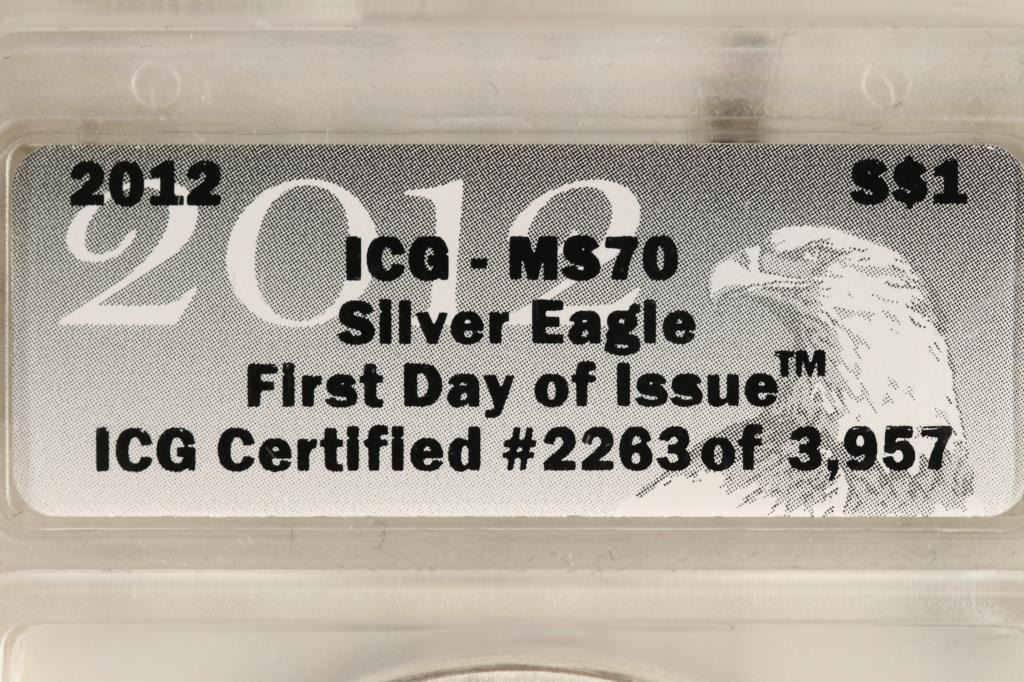 2012 S$1
2012
ICG - MS70
Silver Eagle
First Day of Issue™
ICG Certified #2263 of 3,957